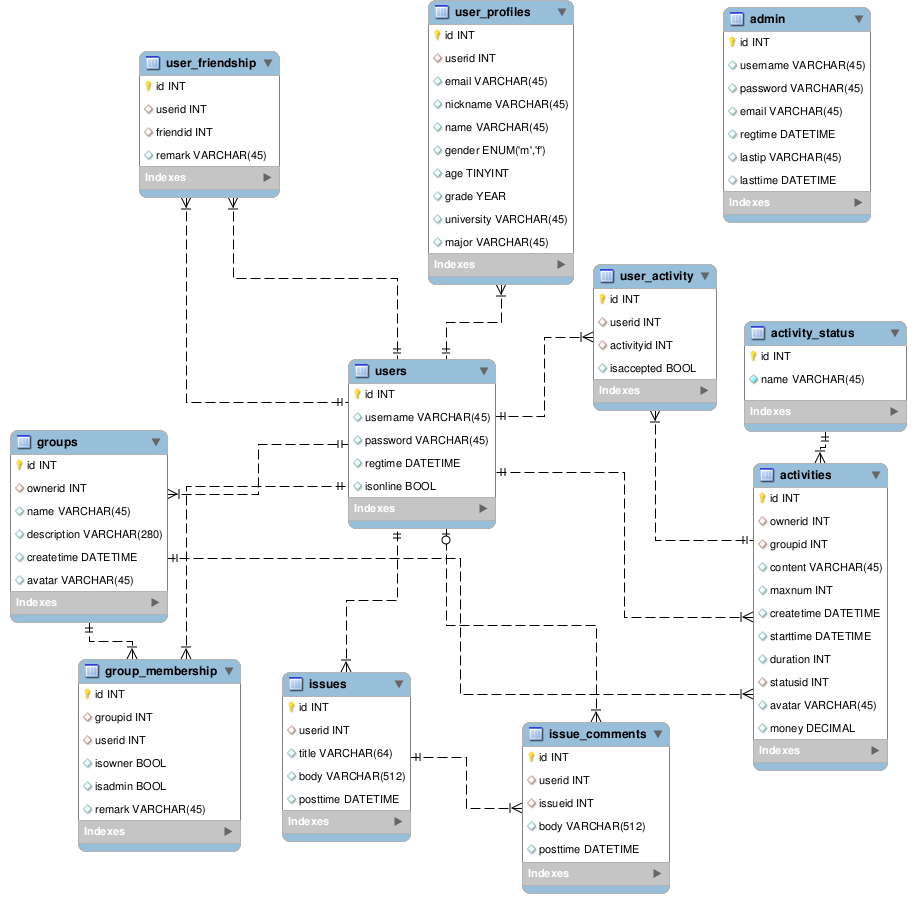 user_profiles
id INT
userid INT
email VARCHAR(45)
nickname VARCHAR(45)
name VARCHAR(45)
gender ENUM('m','f')
age TINYINT
grade YEAR
university VARCHAR(45)
major VARCHAR(45)
Indexes
admin
id INT
username VARCHAR(45)
password VARCHAR(45)
email VARCHAR(45)
regtime DATETIME
lastip VARCHAR(45)
lasttime DATETIME
Indexes
user_friendship
id INT
userid INT
friendid INT
remark VARCHAR(45)
Indexes
user_activity
id INT
userid INT
activityid INT
isaccepted BOOL
Indexes
activity_status
id INT
name VARCHAR(45)
Indexes
users
id INT
username VARCHAR(45)
password VARCHAR(45)
regtime DATETIME
isonline BOOL
Indexes
groups
id INT
ownerid INT
name VARCHAR(45)
description VARCHAR(280)
createtime DATETIME
avatar VARCHAR(45)
Indexes
activities
id INT
ownerid INT
groupid INT
content VARCHAR(45)
maxnum INT
createtime DATETIME
starttime DATETIME
duration INT
statusid INT
avatar VARCHAR(45)
money DECIMAL
Indexes
group_membership
id INT
groupid INT
userid INT
isowner BOOL
isadmin BOOL
remark VARCHAR(45)
Indexes
issues
id INT
userid INT
title VARCHAR(64)
body VARCHAR(512)
posttime DATETIME
Indexes
issue_comments
id INT
userid INT
issueid INT
body VARCHAR(512)
posttime DATETIME
Indexes